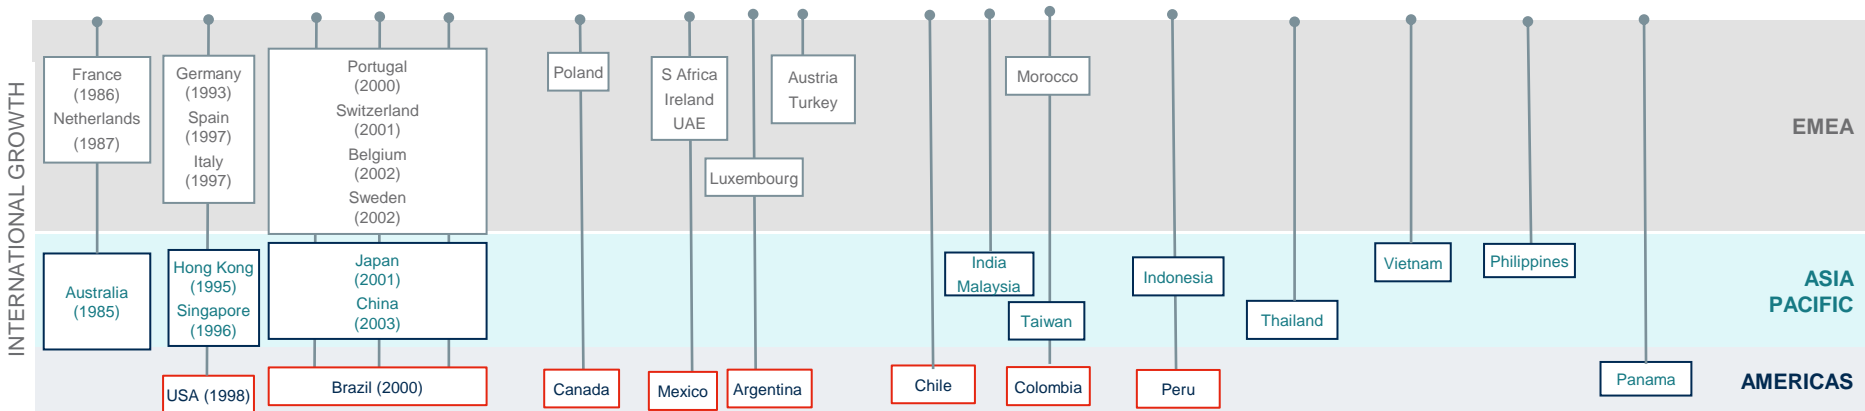 INTERNATIONAL GROWTH
France
(1986)
Netherlands
(1987)
Germany
(1993)
Spain
(1997)
Italy
(1997)
Portugal
(2000)
Switzerland
(2001)
Belgium
(2002)
Sweden
(2002)
Poland
S Africa
Ireland
UAE
Luxembourg
Austria
Turkey
Morocco
EMEA
Australia
(1985)
Hong Kong
(1995)
Singapore
(1996)
Japan
(2001)
China
(2003)
India
Malaysia
Taiwan
Indonesia
Thailand
Vietnam
Philippines
ASIA
PACIFIC
USA (1998)
Brazil (2000)
Canada
Mexico
Argentina
Chile
Colombia
Peru
Panama
AMERICAS